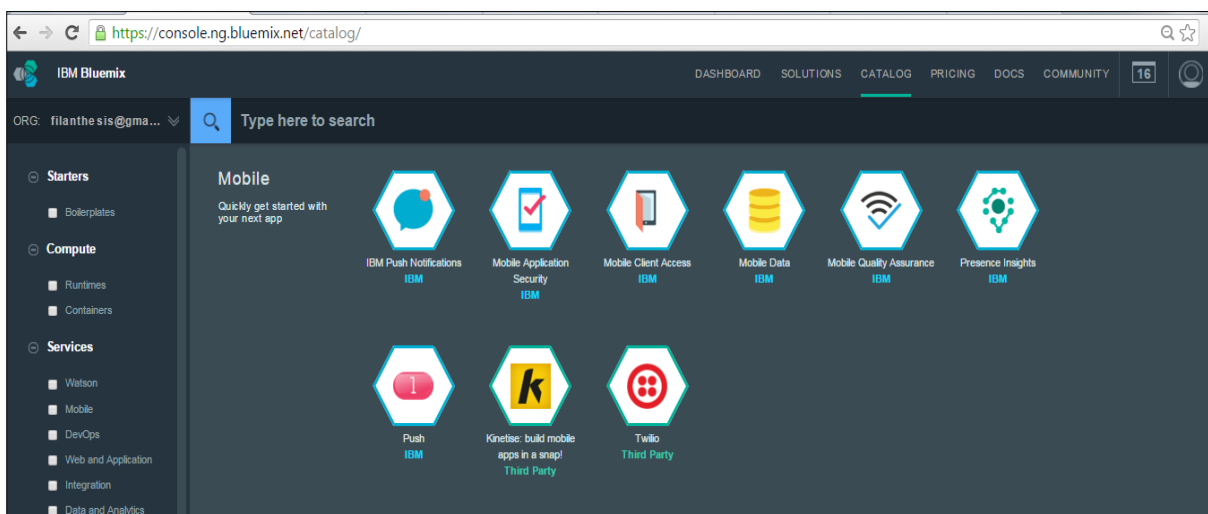 https://console.ng.bluemix.net/catalog/
IBM Bluemix
DASHBOARD SOLUTIONS CATALOG PRICING DOCS COMMUNITY 16
ORG: filanthesis@gma...
Type here to search
Starters
Boilerplates
Compute
Runtimes
Containers
Services
Watson
Mobile
DevOps
Web and Application
Integration
Data and Analytics
Mobile
Quickly get started with
your next app
IBM Push Notifications
IBM
Mobile Application
Security
IBM
Mobile Client Access
IBM
Mobile Data
IBM
Mobile Quality Assurance
IBM
Presence Insights
IBM
1
Push
IBM
k
Kinetise: build mobile
apps in a snap!
Third Party
Twilio
Third Party